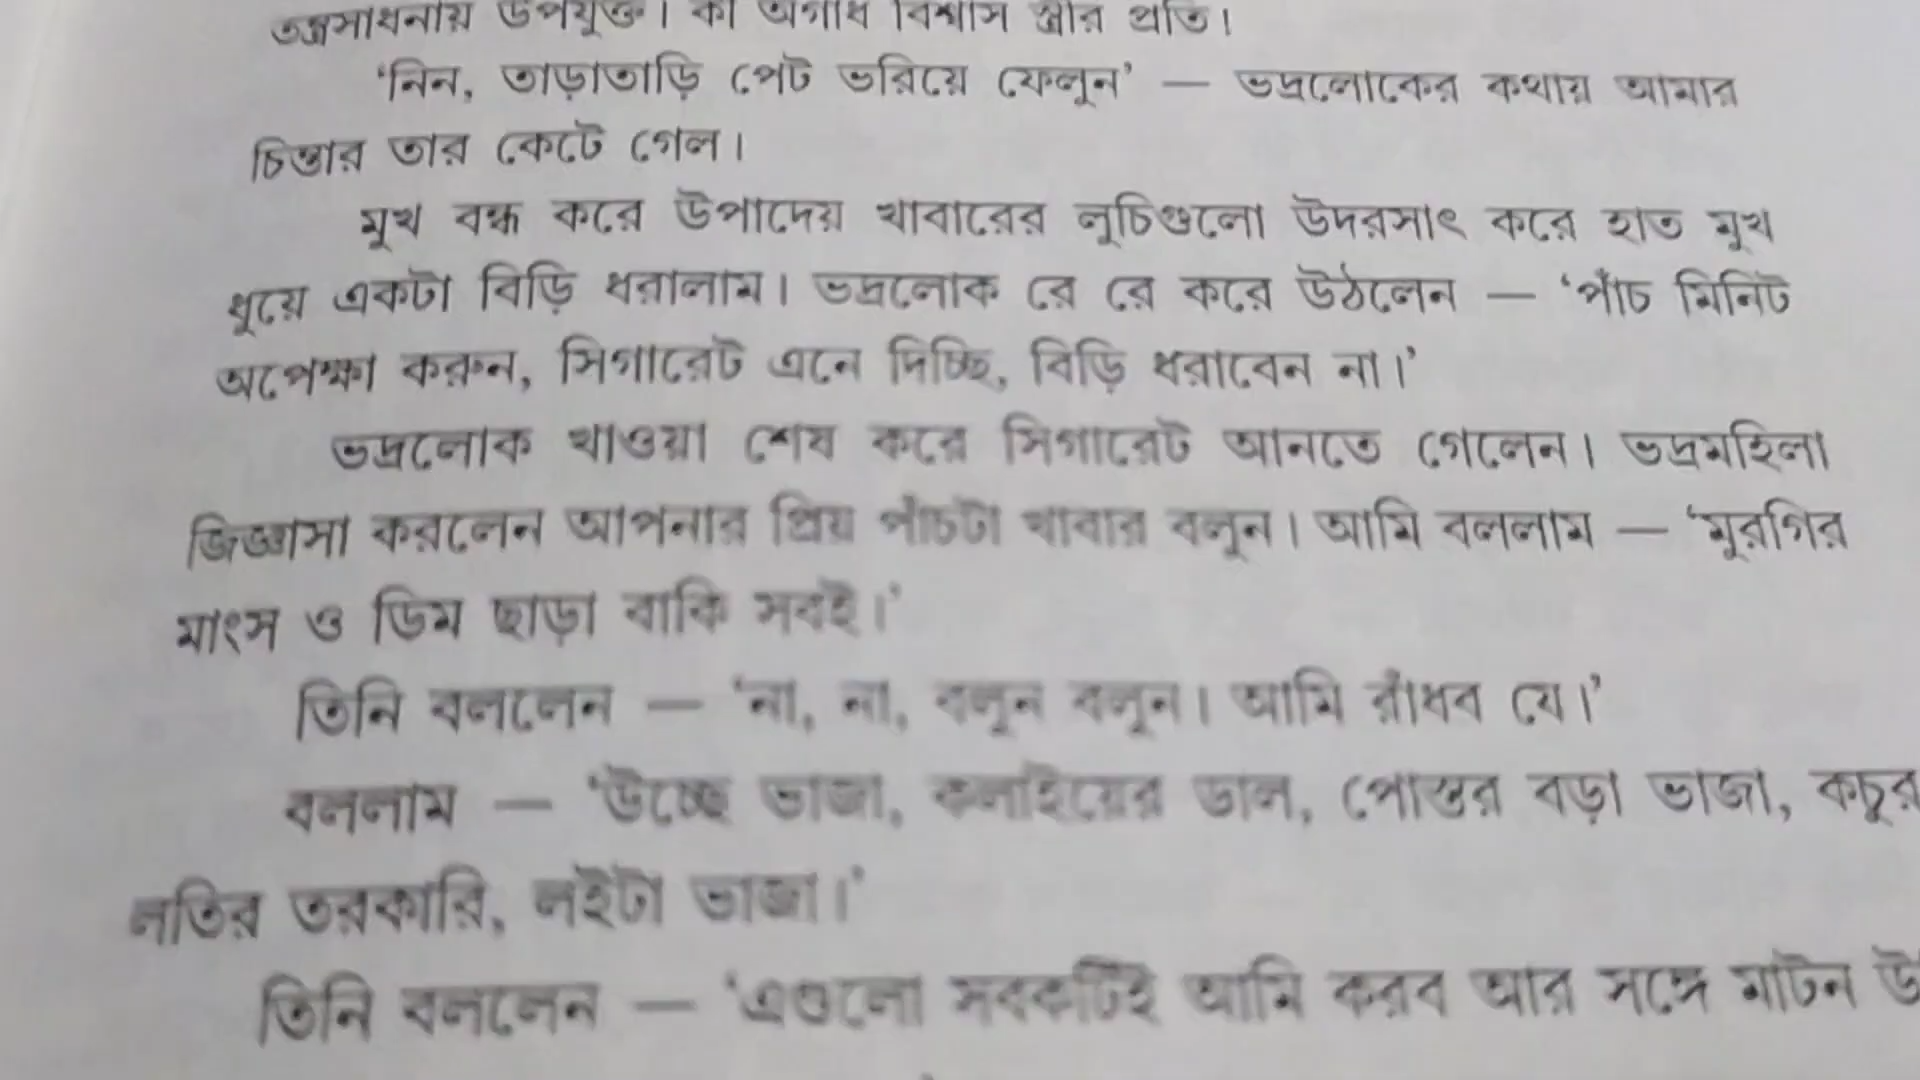 তন্ত্রসাধনায় উপযুক্ত। কী অগাধ বিশ্বাস স্ত্রীর প্রতি।
‘নিন, তাড়াতাড়ি পেট ভরিয়ে ফেলুন’ — ভদ্রলোকের কথায় আমার
চিন্তার তার কেটে গেল।
মুখ বন্ধ করে উপাদেয় খাবারের লুচিগুলো উদরসাৎ করে হাত মুখ
ধুয়ে একটা বিড়ি ধরালাম। ভদ্রলোক রে রে করে উঠলেন — ‘পাঁচ মিনিট
অপেক্ষা করুন, সিগারেট এনে দিচ্ছি, বিড়ি ধরাবেন না।’
ভদ্রলোক খাওয়া শেষ করে সিগারেট আনতে গেলেন। ভদ্রমহিলা
জিজ্ঞাসা করলেন আপনার প্রিয় পাঁচটা খাবার বলুন। আমি বললাম — ‘মুরগির
মাংস ও ডিম ছাড়া বাকি সবই।’
তিনি বললেন — ‘না, না, বলুন বলুন। আমি রাঁধব যে।’
বললাম — ‘উচ্ছে ভাজা, কলাইয়ের ডাল, পোস্তর বড়া ভাজা, কচুর
লতির তরকারি, লইটা ভাজা।’
তিনি বললেন — ‘এগুলো সবকটিই আমি করব আর সঙ্গে মাটন